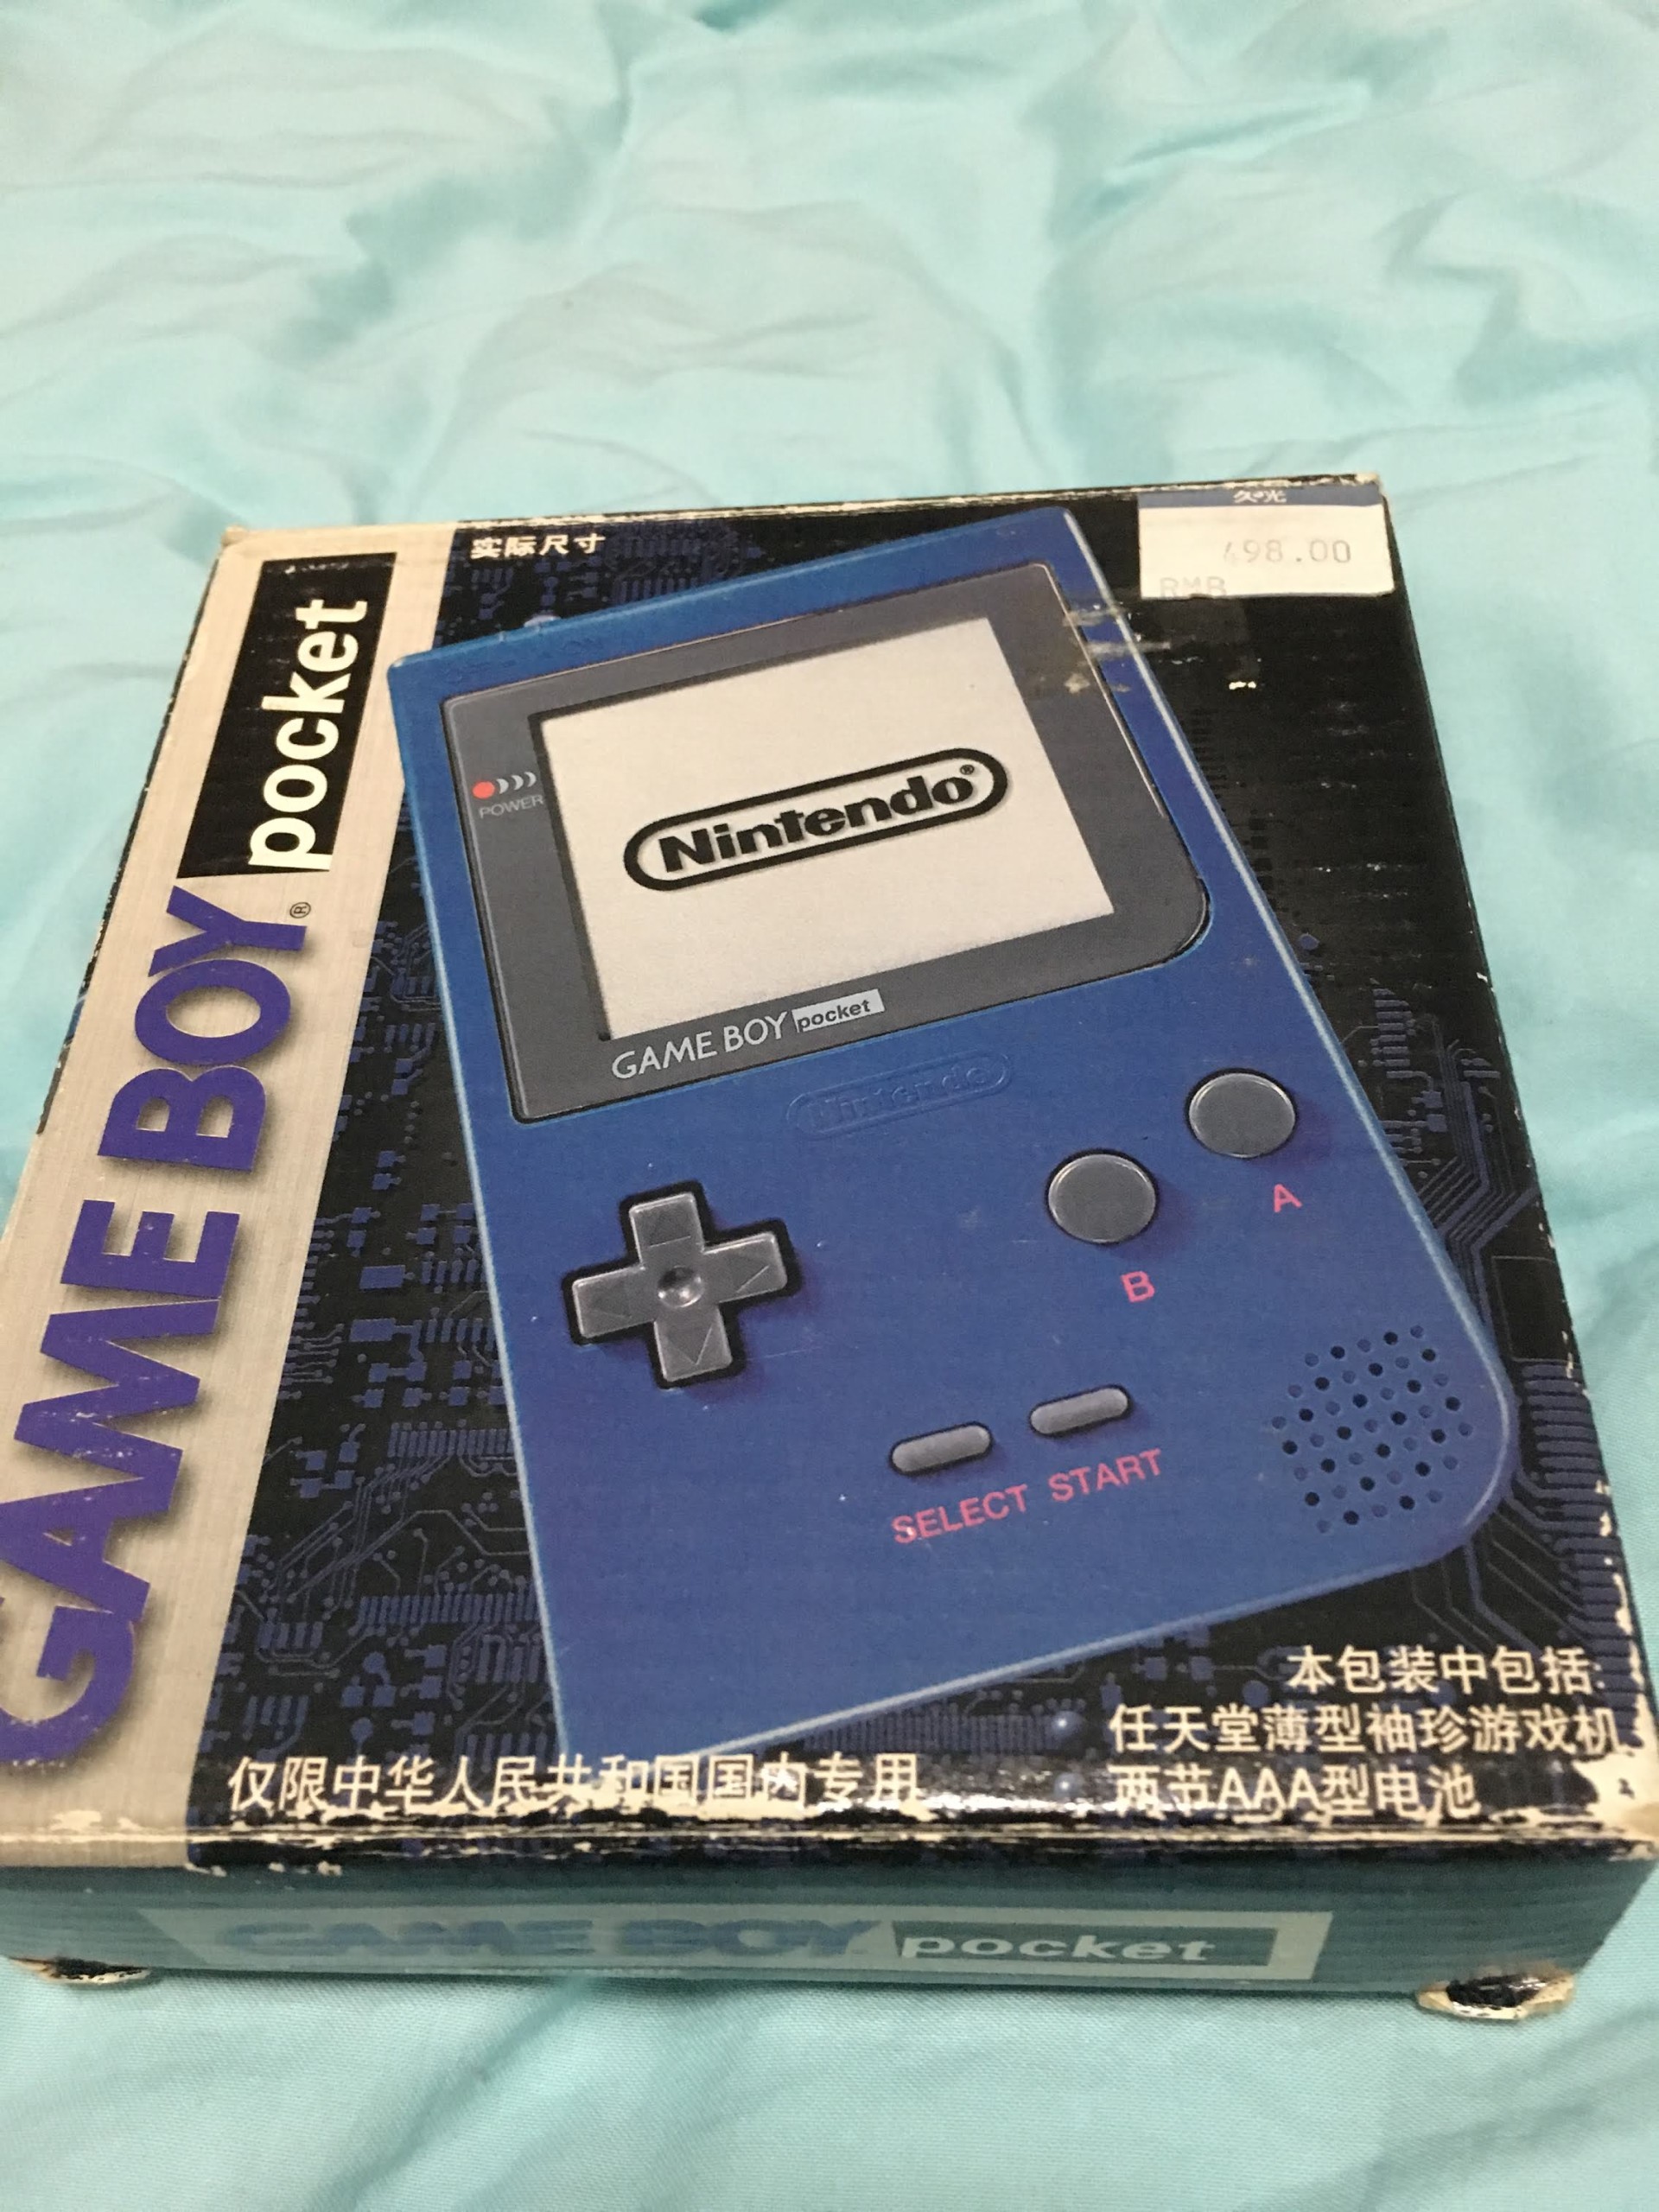 实际尺寸
久光
498.00
RMB
GAME BOY® pocket
POWER
Nintendo®
GAME BOY pocket
Nintendo
A
B
SELECT START
本包装中包括:
任天堂薄型袖珍游戏机
两节AAA型电池
仅限中华人民共和国国内专用
GAME BOY pocket